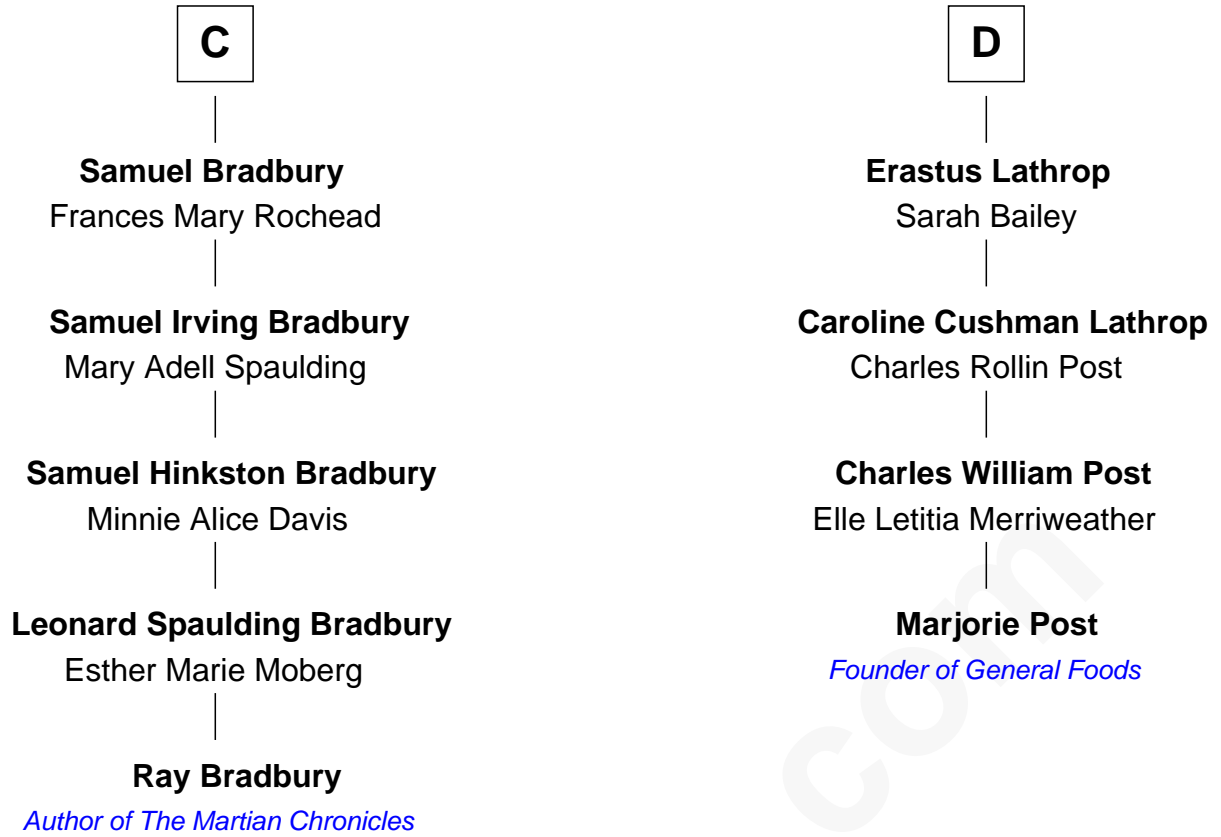 C
Samuel Bradbury
Frances Mary Rochead
Samuel Irving Bradbury
Mary Adell Spaulding
Samuel Hinkston Bradbury
Minnie Alice Davis
Leonard Spaulding Bradbury
Esther Marie Moberg
Ray Bradbury
Author of The Martian Chronicles
D
Erastus Lathrop
Sarah Bailey
Caroline Cushman Lathrop
Charles Rollin Post
Charles William Post
Elle Letitia Merriweather
Marjorie Post
Founder of General Foods
com